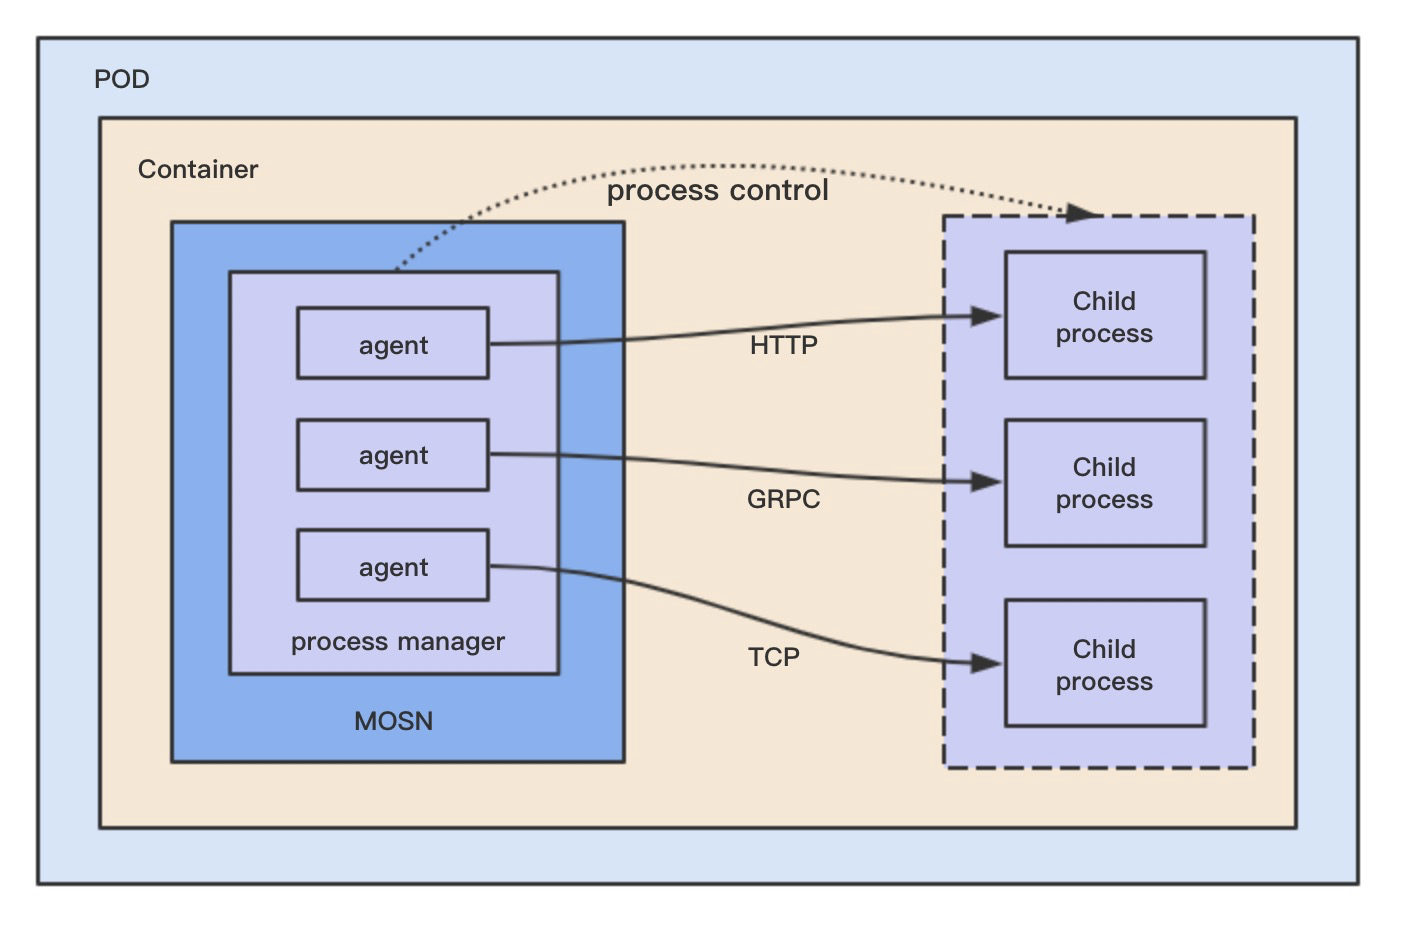 POD
Container
process control
agent
HTTP
Child
process
agent
GRPC
Child
process
agent
TCP
Child
process
process manager
MOSN